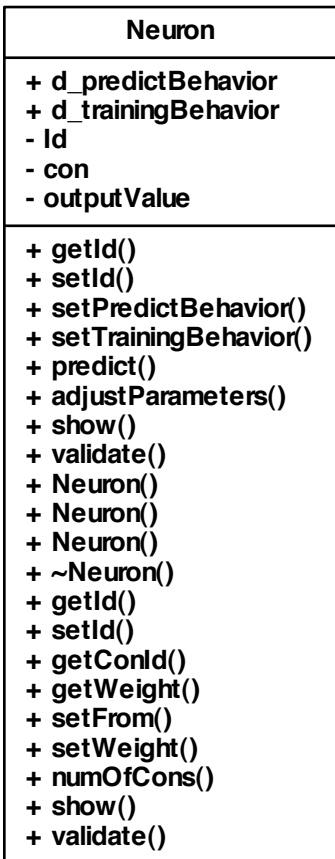 Neuron
+ d_predictBehavior
+ d_trainingBehavior
- Id
- con
- outputValue
+ getId()
+ setId()
+ setPredictBehavior()
+ setTrainingBehavior()
+ predict()
+ adjustParameters()
+ show()
+ validate()
+ Neuron()
+ Neuron()
+ Neuron()
+ ~Neuron()
+ getId()
+ setId()
+ getConId()
+ getWeight()
+ setFrom()
+ setWeight()
+ numOfCons()
+ show()
+ validate()